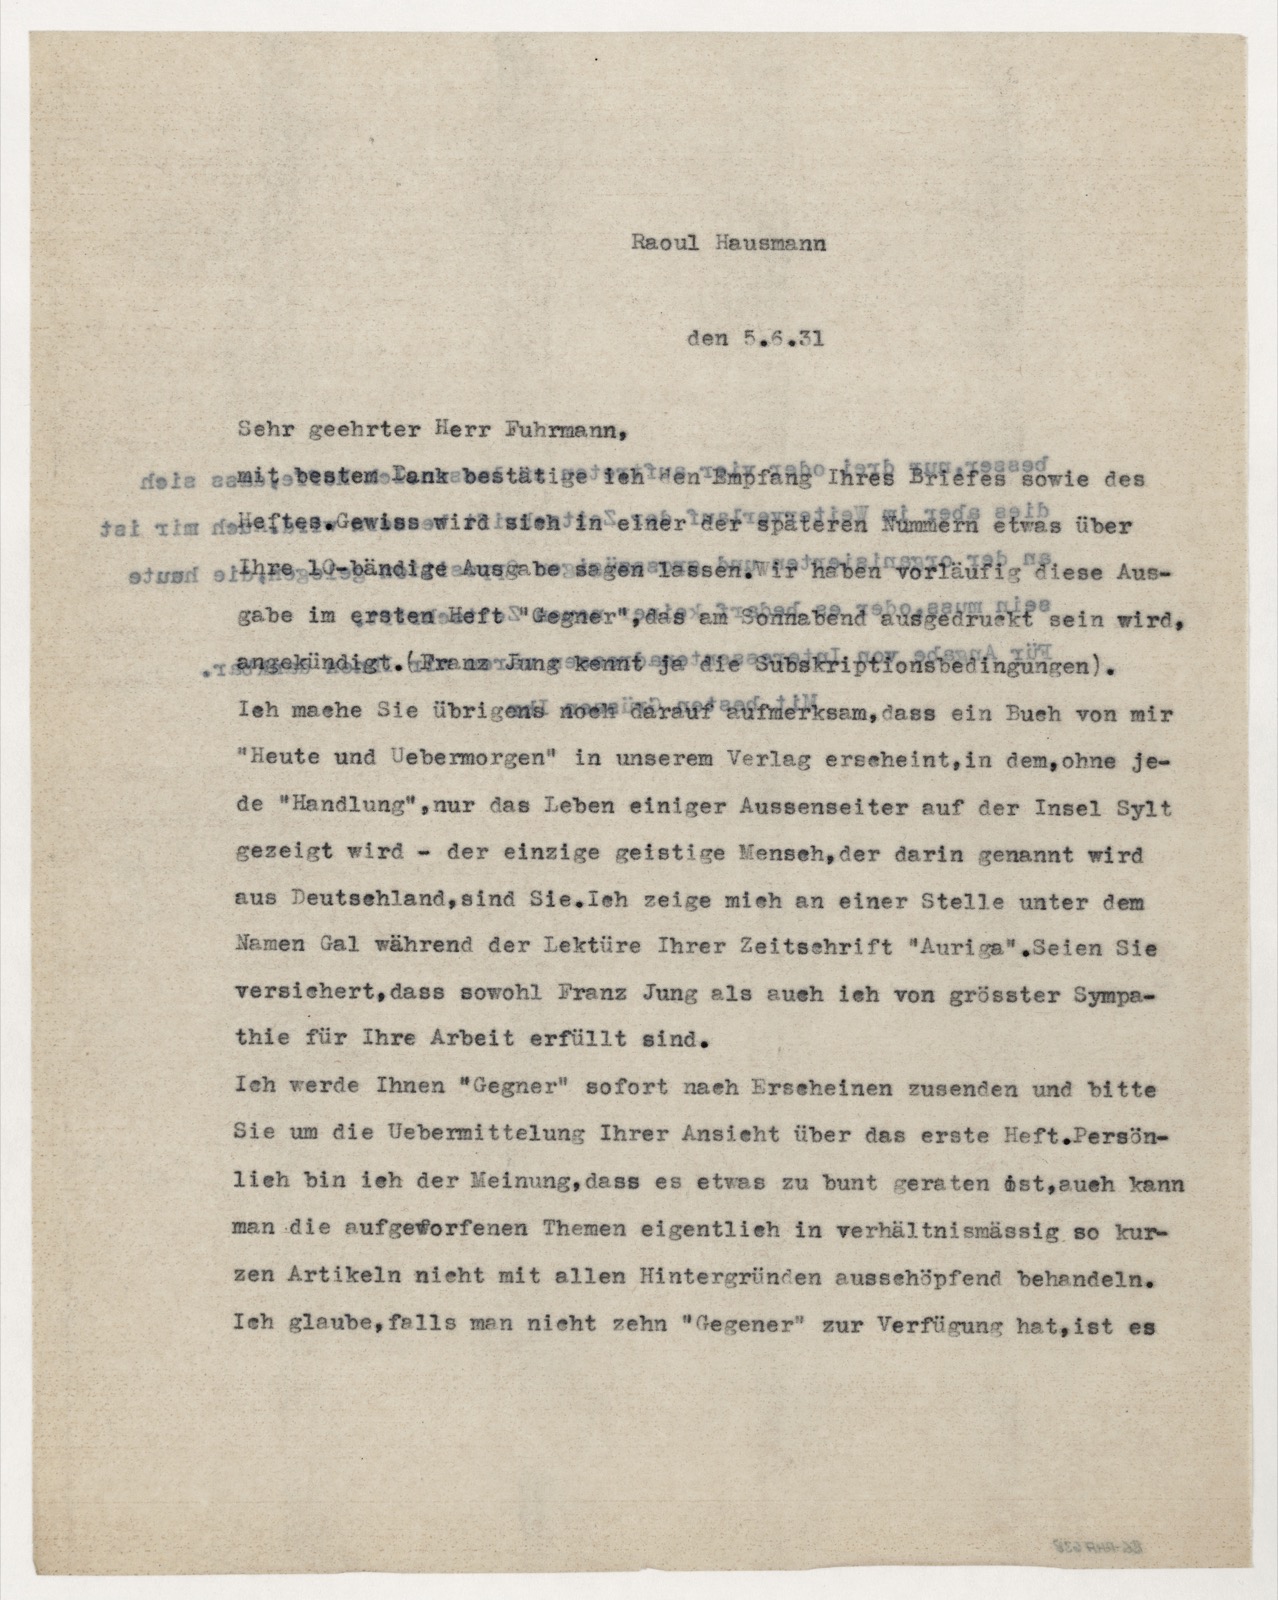 Raoul Hausmann
den 5.6.31
Sehr geehrter Herr Fuhrmann,
mit bestem Dank bestätige ich den Empfang Ihres Briefes sowie des
Heftes.Gewiss wird sich in einer der späteren Nummern etwas über
Ihre 10-bändige Ausgabe sagen lassen.Wir haben vorläufig diese Aus-
gabe im ersten Heft "Gegner",das am Sonnabend ausgedruckt sein wird,
angekündigt.(Franz Jung kennt ja die Subskriptionsbedingungen).
Ich mache Sie übrigens noch darauf aufmerksam,dass ein Buch von mir
"Heute und Uebermorgen" in unserem Verlag erscheint,in dem,ohne je-
de "Handlung",nur das Leben einiger Aussenseiter auf der Insel Sylt
gezeigt wird - der einzige geistige Mensch,der darin genannt wird
aus Deutschland,sind Sie.Ich zeige mich an einer Stelle unter dem
Namen Gal während der Lektüre Ihrer Zeitschrift "Auriga".Seien Sie
versichert,dass sowohl Franz Jung als auch ich von grösster Sympa-
thie für Ihre Arbeit erfüllt sind.
Ich werde Ihnen "Gegner" sofort nach Erscheinen zusenden und bitte
Sie um die Uebermittelung Ihrer Ansicht über das erste Heft.Persön-
lich bin ich der Meinung,dass es etwas zu bunt geraten ist,auch kann
man die aufgeworfenen Themen eigentlich in verhältnismässig so kur-
zen Artikeln nicht mit allen Hintergründen ausschöpfend behandeln.
Ich glaube,falls man nicht zehn "Gegener" zur Verfügung hat,ist es